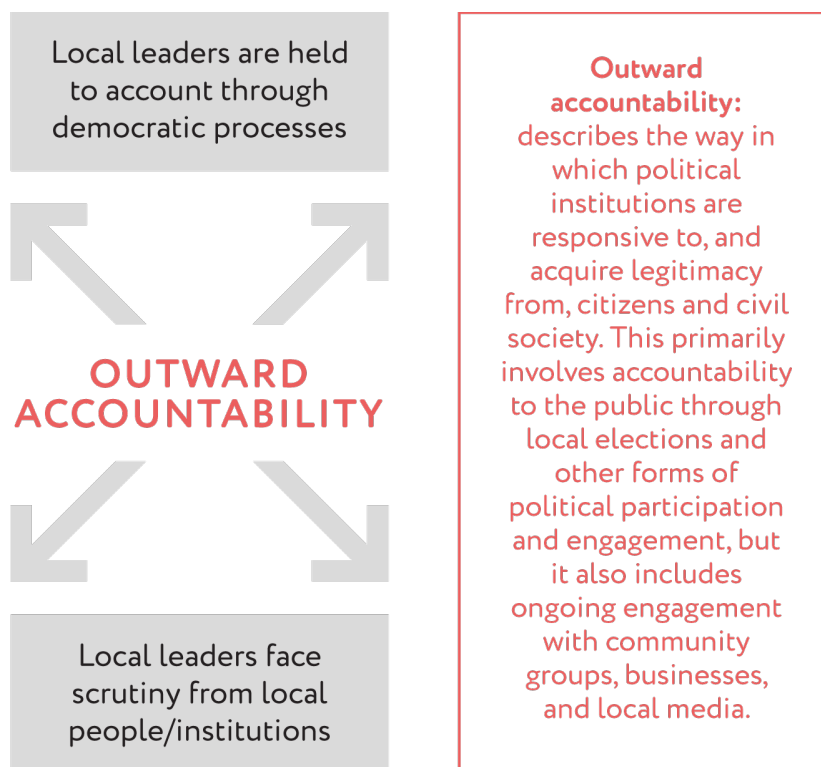 Local leaders are held
to account through
democratic processes
OUTWARD
ACCOUNTABILITY
Local leaders face
scrutiny from local
people/institutions
Outward
accountability:
describes the way in
which political
institutions are
responsive to, and
acquire legitimacy
from, citizens and civil
society. This primarily
involves accountability
to the public through
local elections and
other forms of
political participation
and engagement, but
it also includes
ongoing engagement
with community
groups, businesses,
and local media.